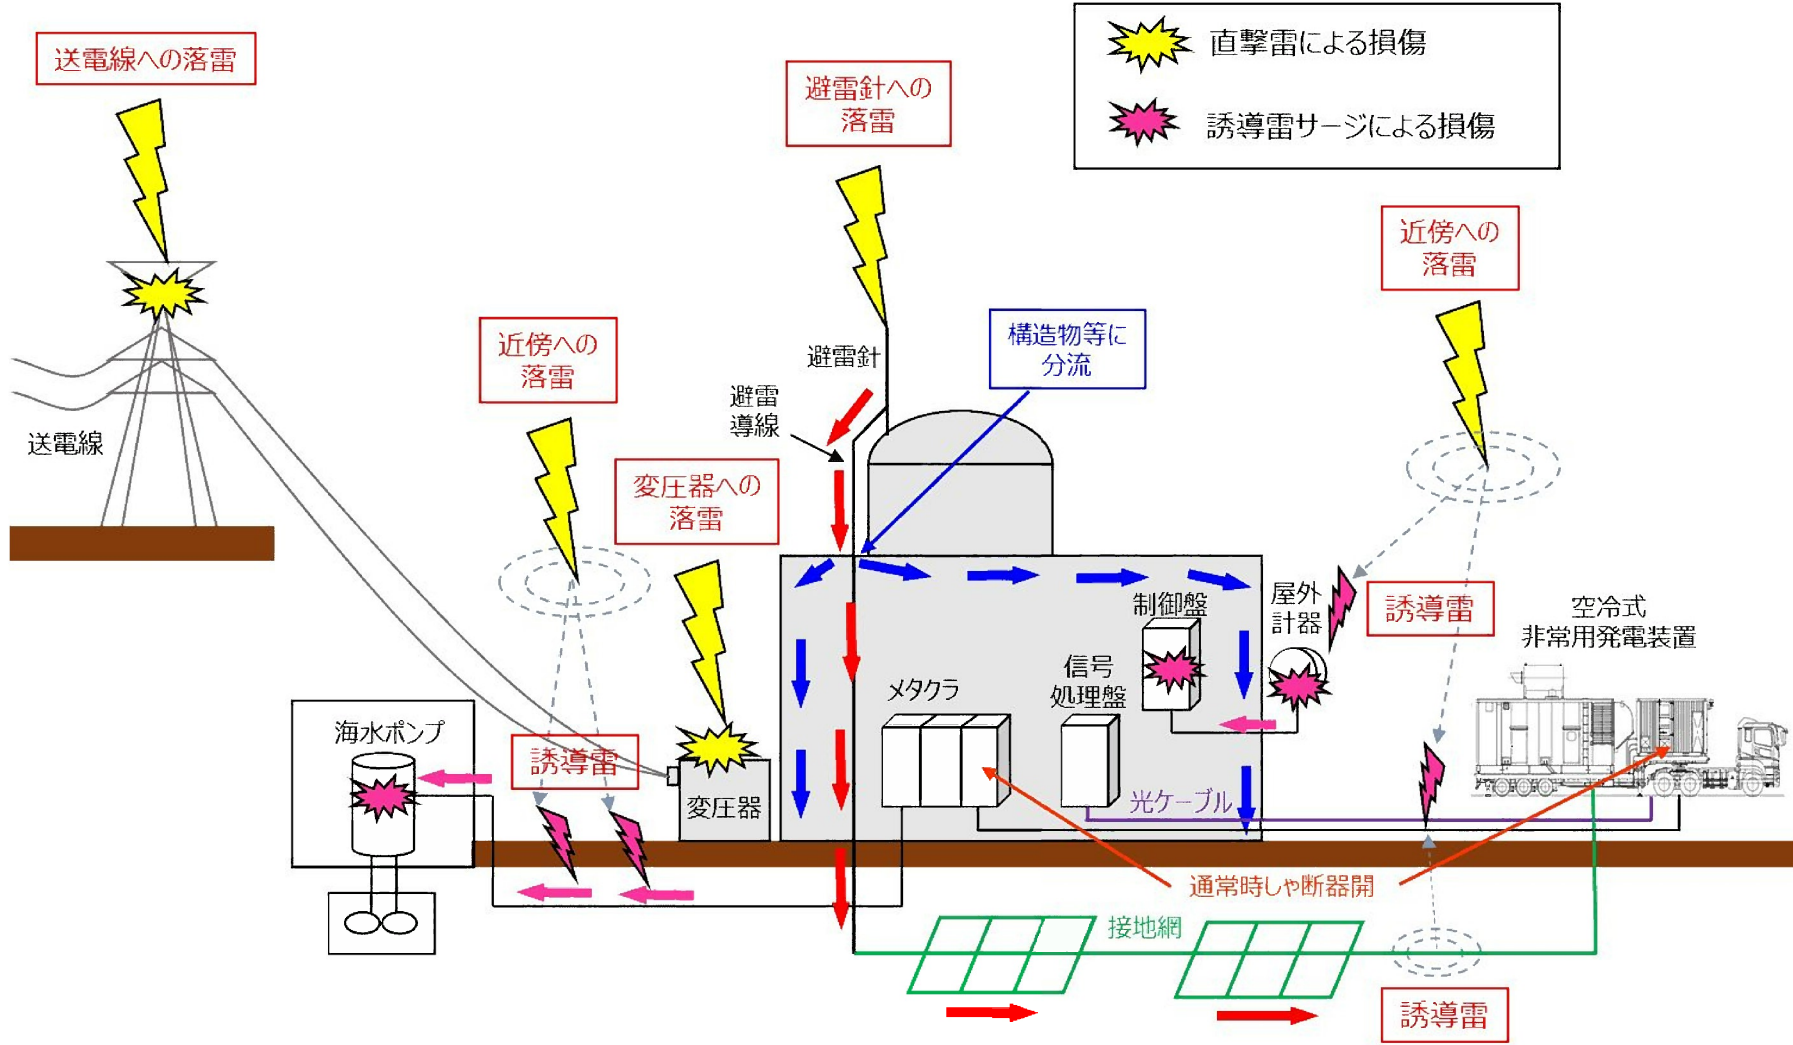 送電線への落雷
避雷針への
落雷
直撃雷による損傷
誘導雷サージによる損傷
近傍への
落雷
近傍への
落雷
構造物等に
分流
避雷針
避雷
導線
送電線
変圧器への
落雷
制御盤
屋外
計器
誘導雷
空冷式
非常用発電装置
信号
処理盤
メタクラ
海水ポンプ
誘導雷
変圧器
光ケーブル
通常時しゃ断器開
接地網
誘導雷